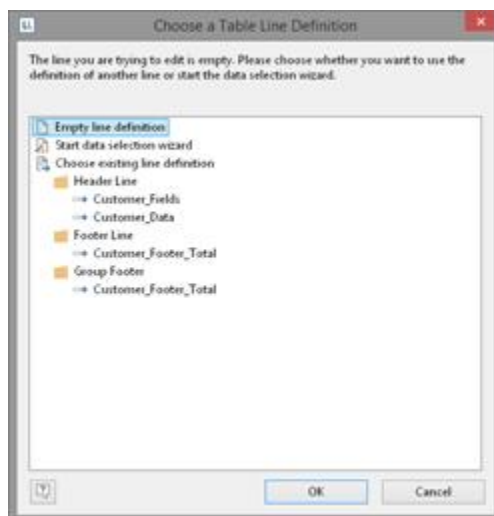 LL
Choose a Table Line Definition
The line you are trying to edit is empty. Please choose whether you want to use the
definition of another line or start the data selection wizard.
Empty line definition
Start data selection wizard
Choose existing line definition
Header Line
Customer_Fields
Customer_Data
Footer Line
Customer_Footer_Total
Group Footer
Customer_Footer_Total
OK
Cancel